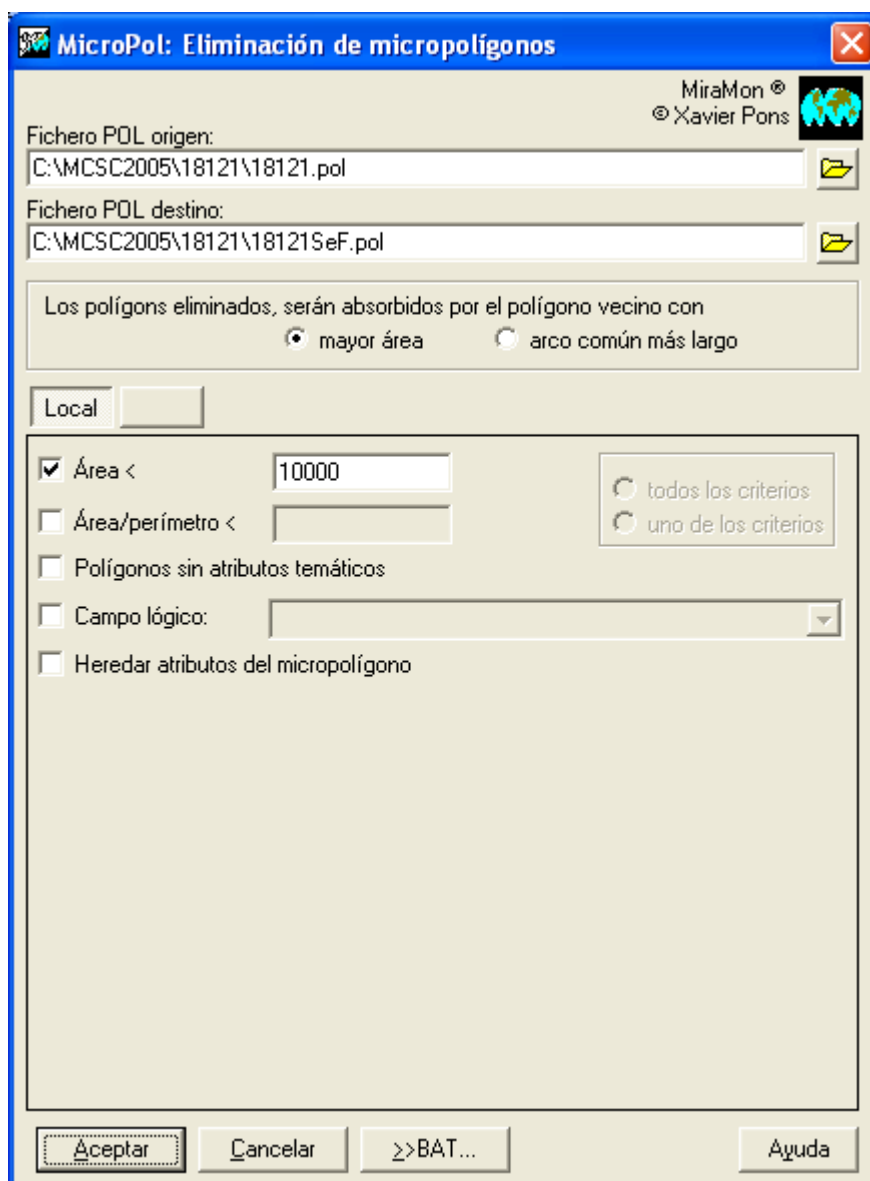 MicroPol: Eliminación de micropolígonos
MiraMon ®
© Xavier Pons
Fichero POL origen:
C:\MCSC2005\18121\18121.pol
Fichero POL destino:
C:\MCSC2005\18121\18121SeF.pol
Los polígons eliminados, serán absorbidos por el polígono vecino con
mayor área arco común más largo
Local
Área < 10000
todos los criterios
Área/perímetro <
uno de los criterios
Polígonos sin atributos temáticos
Campo lógico:
Heredar atributos del micropolígono
Aceptar Cancelar >>BAT... Ayuda